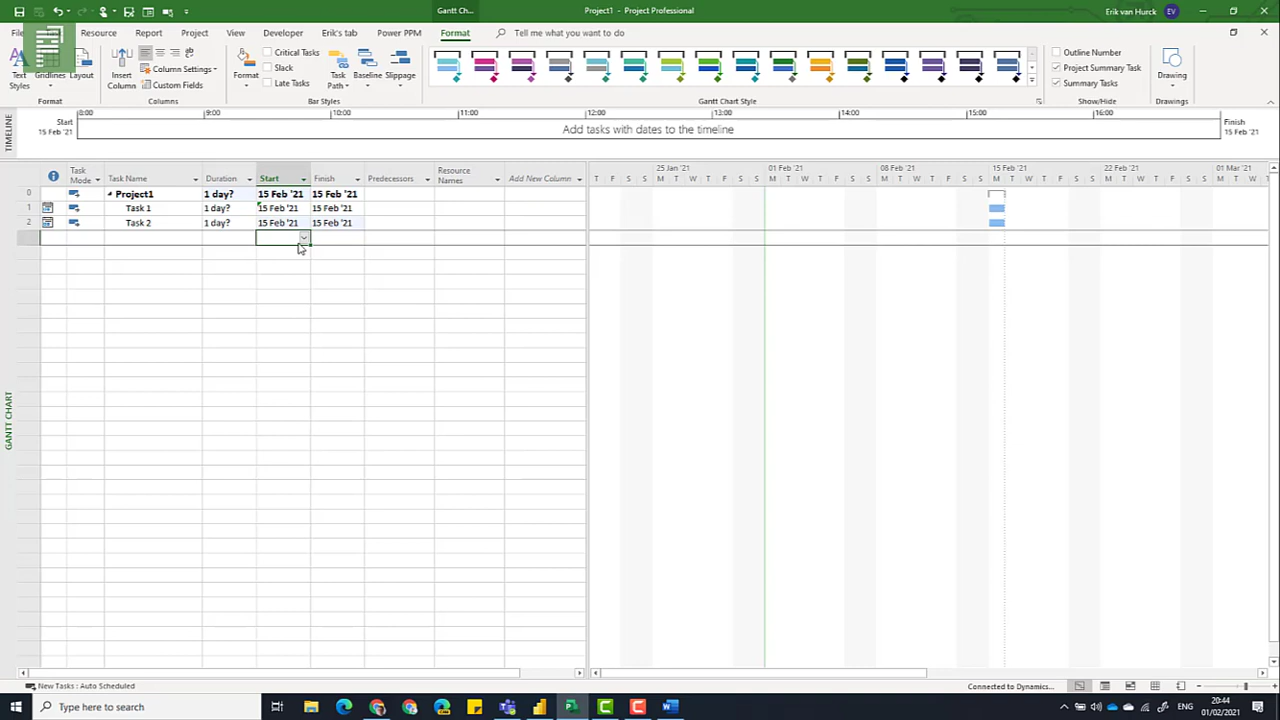 Gantt Ch...
Project1 - Project Professional
Erik van Hurck
EV
Resource
Report
Project
View
Developer
Erik's tab
Power PPM
Format
Tell me what you want to do
Text Styles
Gridlines
Layout
Format
Insert Column
Column Settings
Custom Fields
Columns
Format
Critical Tasks
Slack
Late Tasks
Task Path
Baseline
Slippage
Bar Styles
Gantt Chart Style
Outline Number
Project Summary Task
Summary Tasks
Show/Hide
Drawing
Drawings
TIMELINE
Start
15 Feb '21
8:00 9:00 10:00 11:00 12:00 13:00 14:00 15:00 16:00
Add tasks with dates to the timeline
Finish
15 Feb '21
Task Mode
Task Name
Duration
Start
Finish
Predecessors
Resource Names
Add New Column
25 Jan '21 01 Feb '21 08 Feb '21 15 Feb '21 22 Feb '21 01 Mar '21
T F S S M T W T F S S M T W T F S S M T W T F S S M T W T F S S M T W T F S S M T W
0 Project1 1 day? 15 Feb '21 15 Feb '21
1 Task 1 1 day? 15 Feb '21 15 Feb '21
2 Task 2 1 day? 15 Feb '21 15 Feb '21
GANTT CHART
New Tasks : Auto Scheduled
Connected to Dynamics...
Type here to search
ENG
20:44
01/02/2021